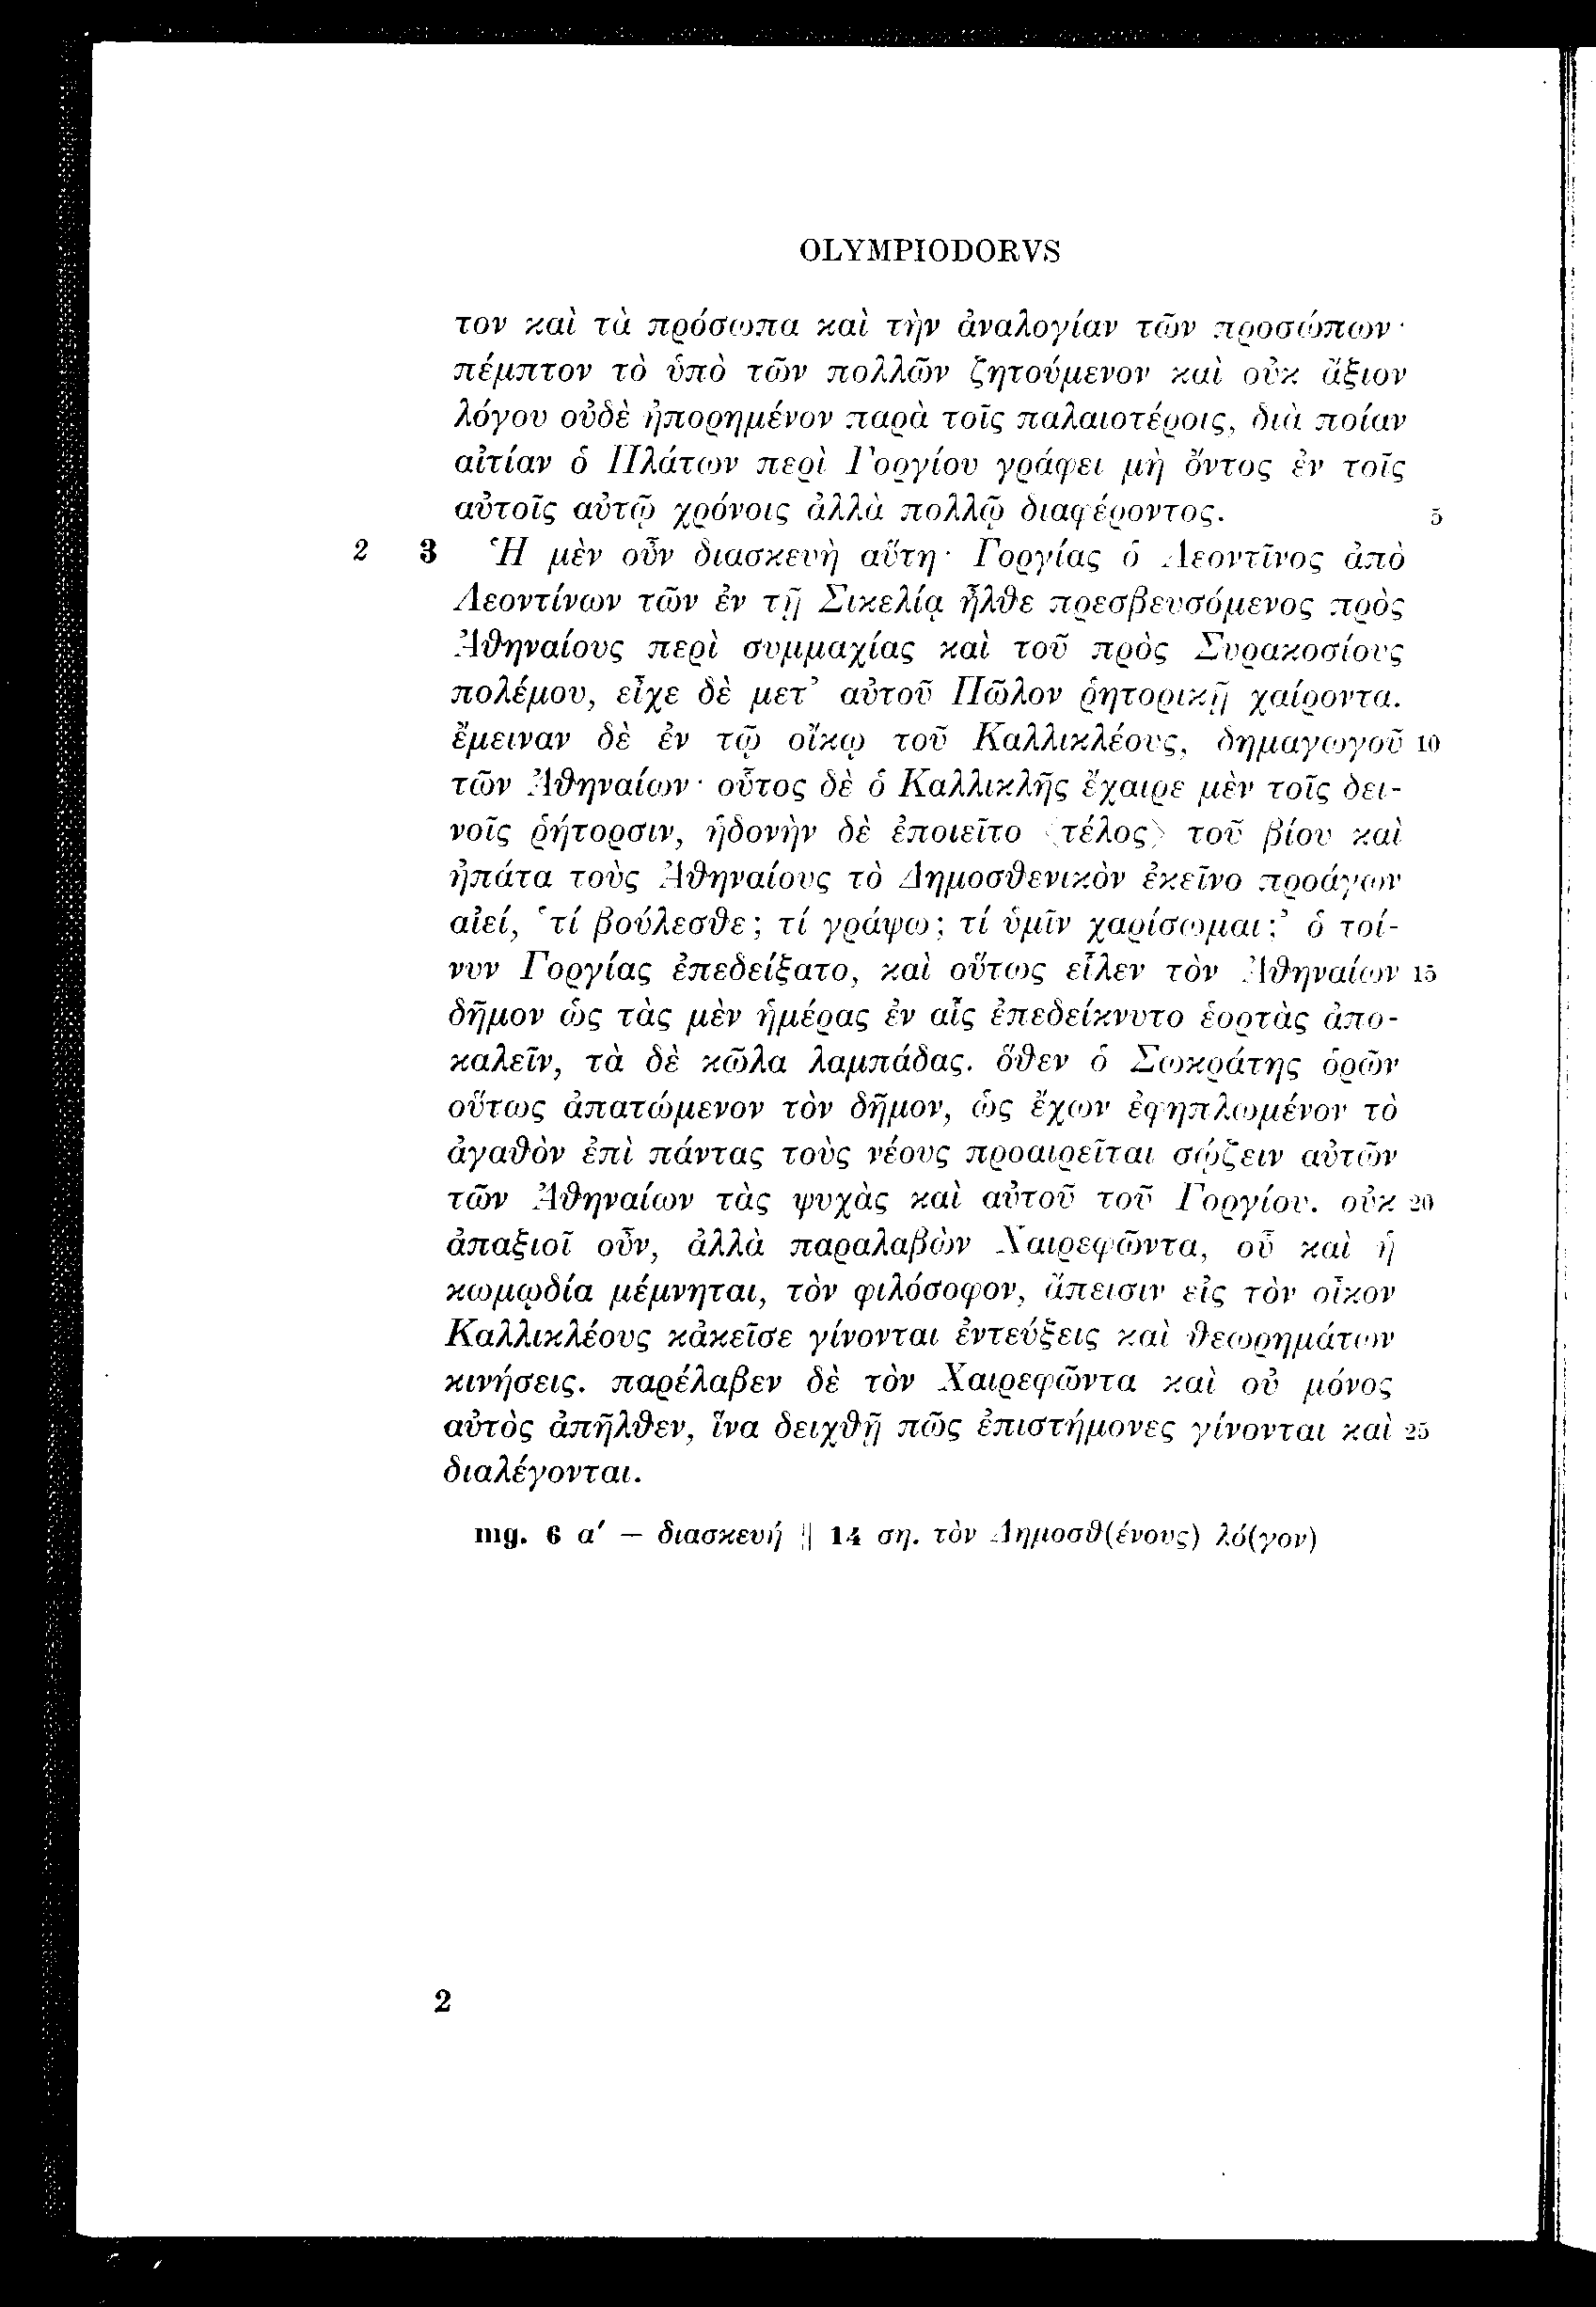 OLYMPIODORVS
τον καὶ τὰ πρόσωπα καὶ τὴν ἀναλογίαν τῶν προσώπων·
πέμπτον τὸ ὑπὸ τῶν πολλῶν ζητούμενον καὶ οὐκ ἄξιον
λόγου οὐδὲ ἠπορημένον παρὰ τοῖς παλαιοτέροις, διὰ ποίαν
αἰτίαν ὁ Πλάτων περὶ Γοργίου γράφει μὴ ὄντος ἐν τοῖς
αὐτοῖς αὐτῷ χρόνοις ἀλλὰ πολλῷ διαφέροντος. 5
2 3 Ἡ μὲν οὖν διασκευὴ αὕτη· Γοργίας ὁ Λεοντῖνος ἀπὸ
Λεοντίνων τῶν ἐν τῇ Σικελίᾳ ἦλθε πρεσβευσόμενος πρὸς
Ἀθηναίους περὶ συμμαχίας καὶ τοῦ πρὸς Συρακοσίους
πολέμου, εἶχε δὲ μετ’ αὐτοῦ Πῶλον ῥητορικῇ χαίροντα.
ἔμειναν δὲ ἐν τῷ οἴκῳ τοῦ Καλλικλέους, δημαγωγοῦ 10
τῶν Ἀθηναίων· οὗτος δὲ ὁ Καλλικλῆς ἔχαιρε μὲν τοῖς δει-
νοῖς ῥήτορσιν, ἡδονὴν δὲ ἐποιεῖτο ⟨τέλος⟩ τοῦ βίου καὶ
ἠπάτα τοὺς Ἀθηναίους τὸ Δημοσθενικὸν ἐκεῖνο προάγων
αἰεί, ‘τί βούλεσθε; τί γράψω; τί ὑμῖν χαρίσωμαι;’ ὁ τοί-
νυν Γοργίας ἐπεδείξατο, καὶ οὕτως εἷλεν τὸν Ἀθηναίων 15
δῆμον ὡς τὰς μὲν ἡμέρας ἐν αἷς ἐπεδείκνυτο ἑορτὰς ἀπο-
καλεῖν, τὰ δὲ κῶλα λαμπάδας. ὅθεν ὁ Σωκράτης ὁρῶν
οὕτως ἀπατώμενον τὸν δῆμον, ὡς ἔχων ἐφηπλωμένον τὸ
ἀγαθὸν ἐπὶ πάντας τοὺς νέους προαιρεῖται σῴζειν αὐτῶν
τῶν Ἀθηναίων τὰς ψυχὰς καὶ αὐτοῦ τοῦ Γοργίου. οὐκ 20
ἀπαξιοῖ οὖν, ἀλλὰ παραλαβὼν Χαιρεφῶντα, οὗ καὶ ἡ
κωμῳδία μέμνηται, τὸν φιλόσοφον, ἄπεισιν εἰς τὸν οἶκον
Καλλικλέους κἀκεῖσε γίνονται ἐντεύξεις καὶ θεωρημάτων
κινήσεις. παρέλαβεν δὲ τὸν Χαιρεφῶντα καὶ οὐ μόνος
αὐτὸς ἀπῆλθεν, ἵνα δειχθῇ πῶς ἐπιστήμονες γίνονται καὶ 25
διαλέγονται.
mg. 6 α′ — διασκευή || 14 ση. τὸν Δημοσθ(ένους) λό(γον)
2